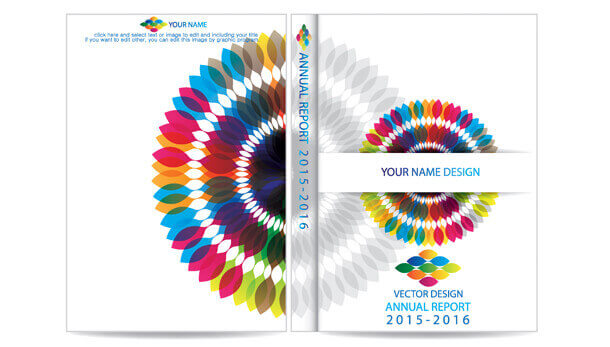 YOUR NAME
click here and select text or image to edit and including your title.
If you want to edit other, you can edit this image by graphic program.
ANNUAL REPORT 2015-2016
YOUR NAME DESIGN
VECTOR DESIGN
ANNUAL REPORT
2015-2016